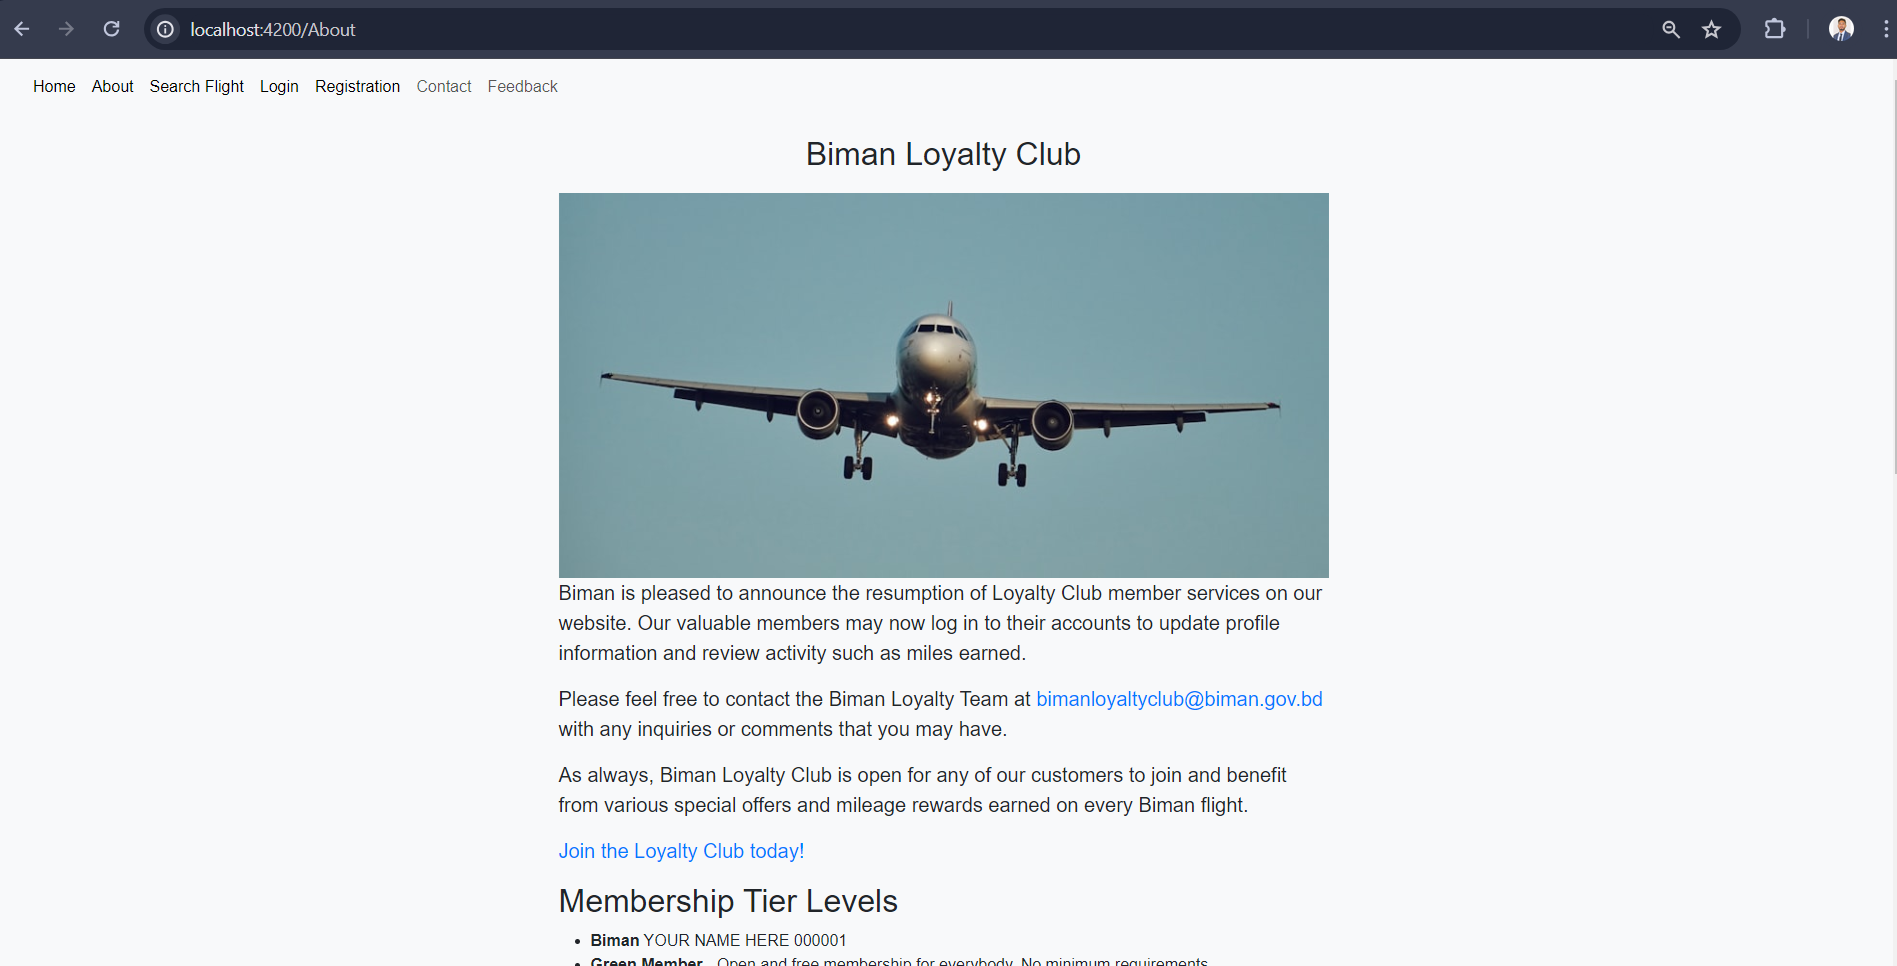 localhost:4200/About
Home About Search Flight Login Registration Contact Feedback
Biman Loyalty Club
Biman is pleased to announce the resumption of Loyalty Club member services on our
website. Our valuable members may now log in to their accounts to update profile
information and review activity such as miles earned.
Please feel free to contact the Biman Loyalty Team at bimanloyaltyclub@biman.gov.bd
with any inquiries or comments that you may have.
As always, Biman Loyalty Club is open for any of our customers to join and benefit
from various special offers and mileage rewards earned on every Biman flight.
Join the Loyalty Club today!
Membership Tier Levels
• Biman YOUR NAME HERE 000001
• Green Member - Open and free membership for everybody. No minimum requirements